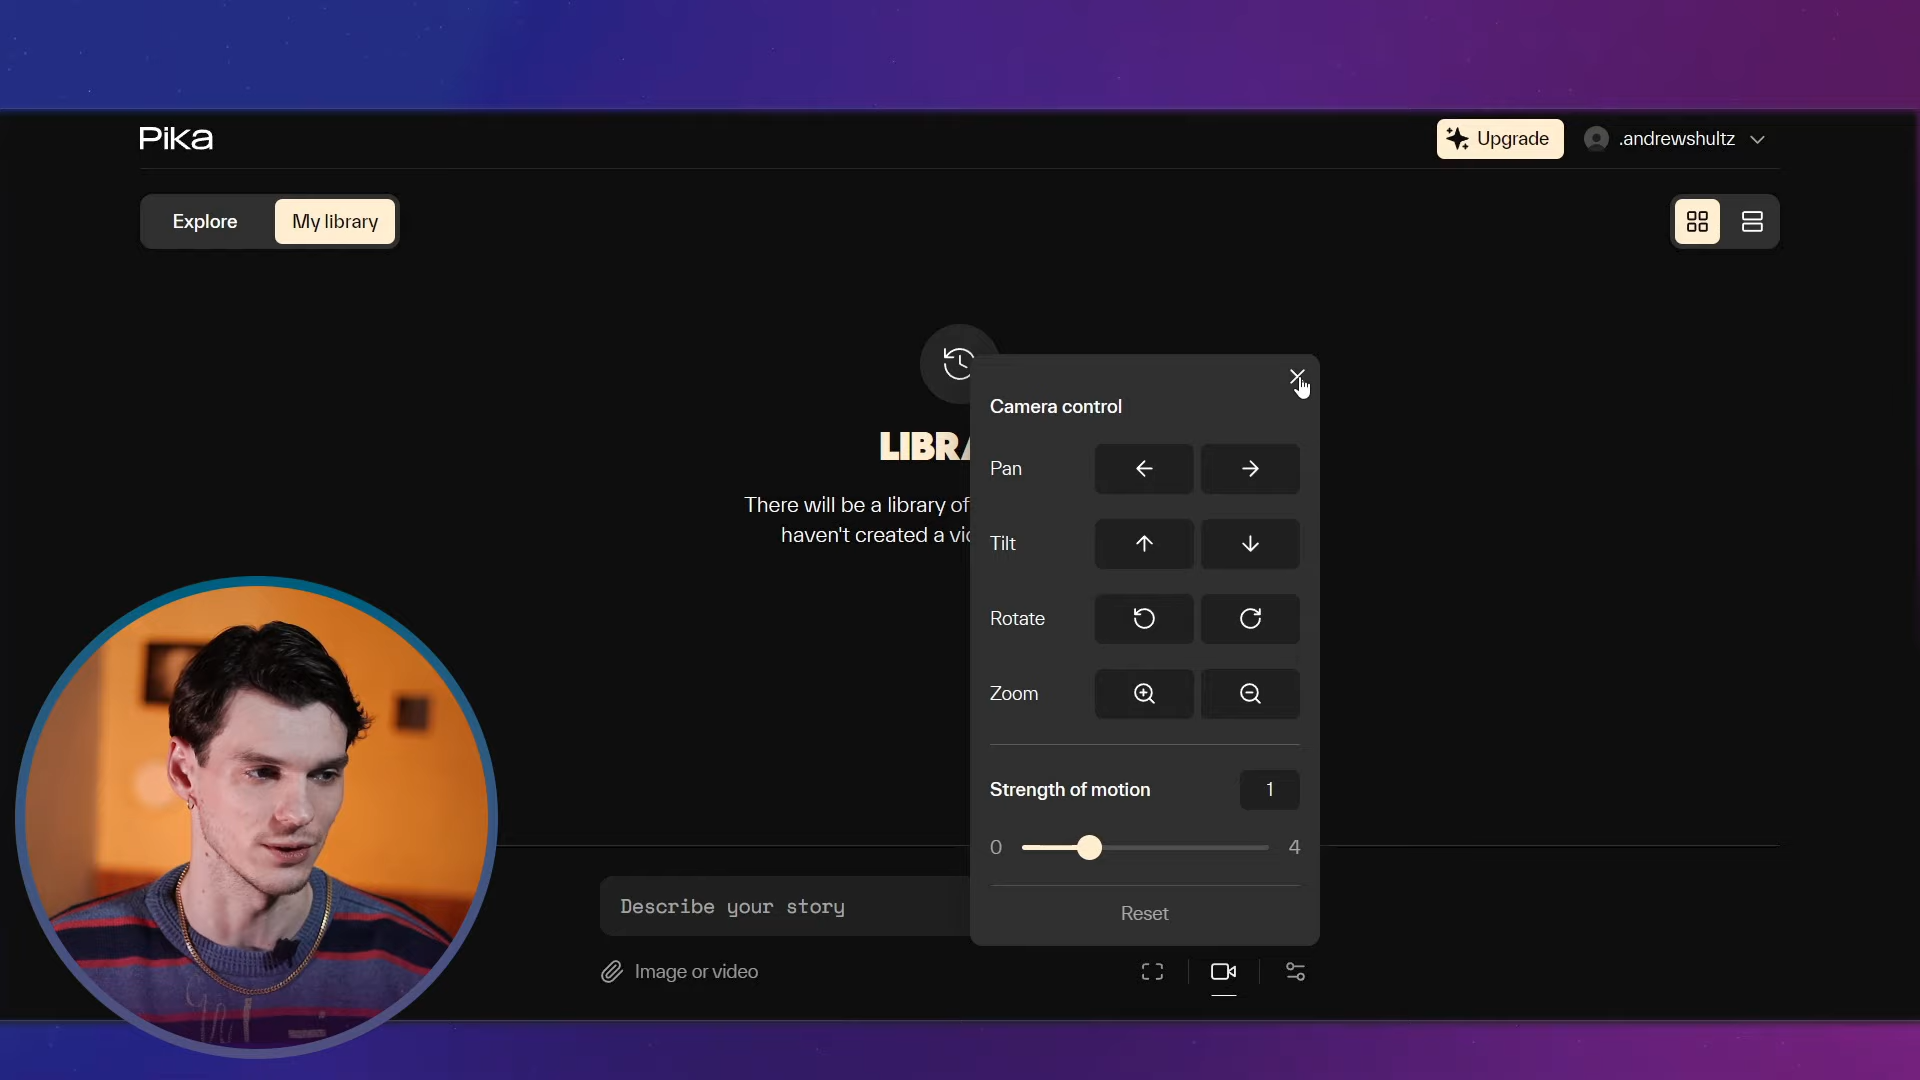 Pika
Upgrade
.andrewshultz
Explore
My library
LIBRA
There will be a library of
haven't created a vi
Camera control
Pan
Tilt
Rotate
Zoom
Strength of motion
1
0
4
Reset
Describe your story
Image or video